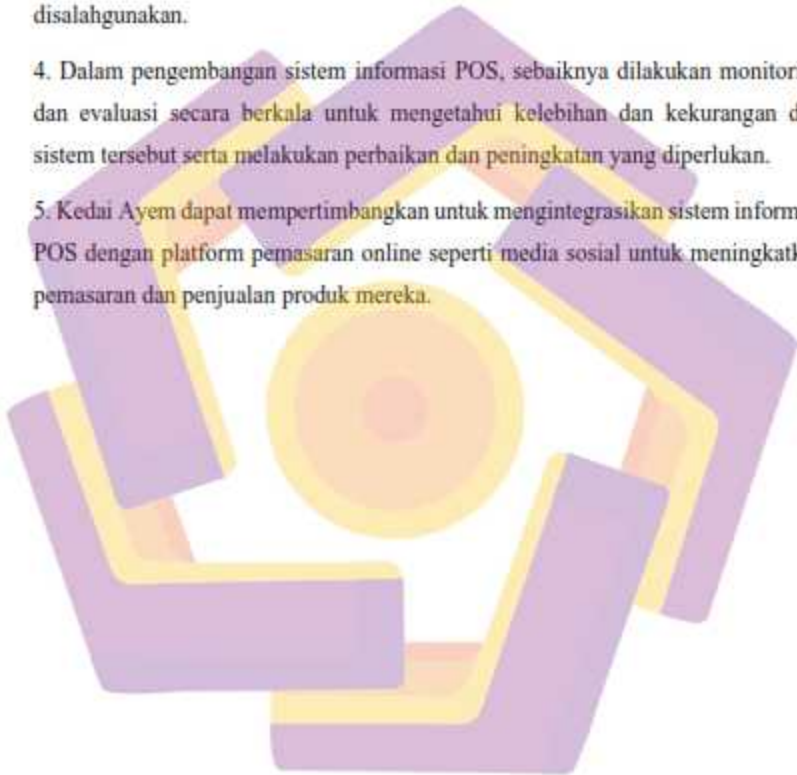 disalahgunakan.
4. Dalam pengembangan sistem informasi POS, sebaiknya dilakukan monitor
dan evaluasi secara berkala untuk mengetahui kelebihan dan kekurangan d
sistem tersebut serta melakukan perbaikan dan peningkatan yang diperlukan.
5. Kedai Ayem dapat mempertimbangkan untuk mengintegrasikan sistem inform
POS dengan platform pemasaran online seperti media sosial untuk meningkatk
pemasaran dan penjualan produk mereka.